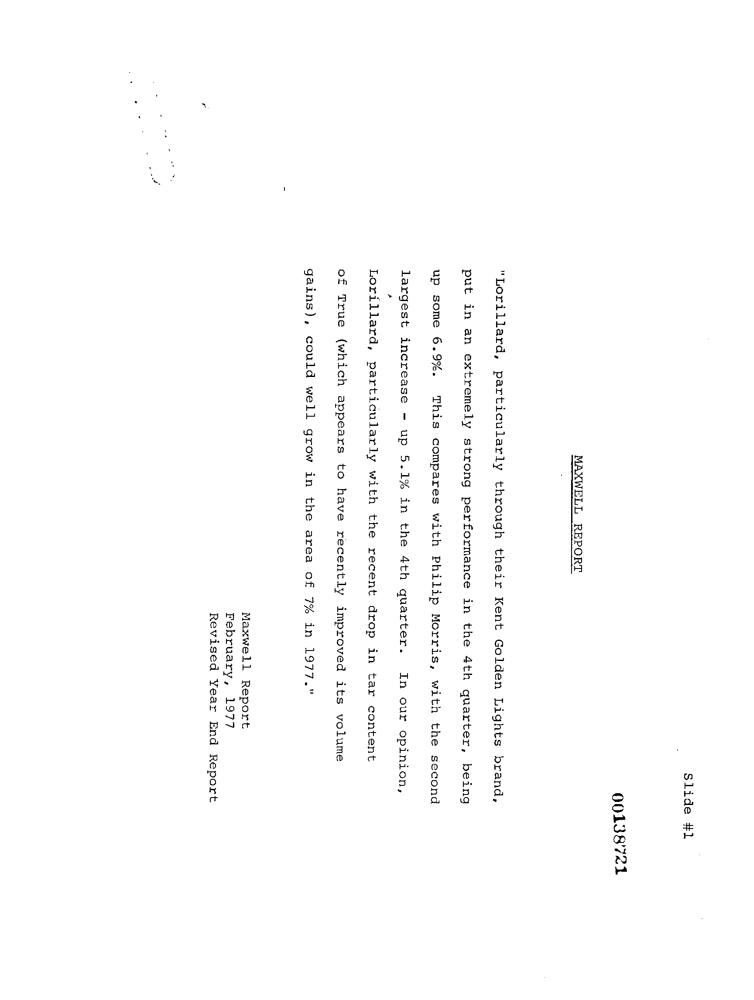 Slide #1
00138721
MAXWELL REPORT
"Lorillard, particularly through their Kent Golden Lights brand,
put in an extremely strong performance in the 4th quarter, being
up some 6.9%. This compares with Philip Morris, with the second
largest increase - up 5.1% in the 4th quarter. In our opinion,
Lorillard, particularly with the recent drop in tar content
of True (which appears to have recently improved its volume
gains), could well grow in the area of 7% in 1977."
Maxwell Report
February, 1977
Revised Year End Report